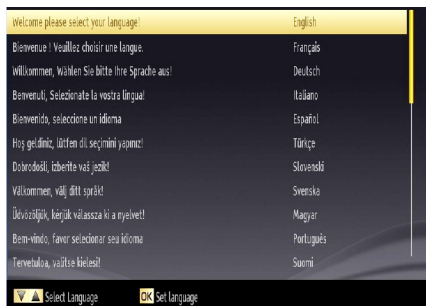 Welcome please select your language! English
Bienvenue ! Veuillez choisir une langue. Français
Willkommen, Wählen Sie bitte Ihre Sprache aus! Deutsch
Benvenuti, Selezionate la vostra lingua! Italiano
Bienvenido, seleccione un idioma Español
Hoş geldiniz, lütfen dil seçimini yapınız! Türkçe
Dobrodošli, izberite vaš jezik! Slovenski
Välkommen, välj ditt språk! Svenska
Üdvözöljük, kérjük válassza ki a nyelvet! Magyar
Bem-vindo, favor selecionar seu idioma Português
Tervetuloa, valitse kielesi! Suomi
Select Language OK Set language